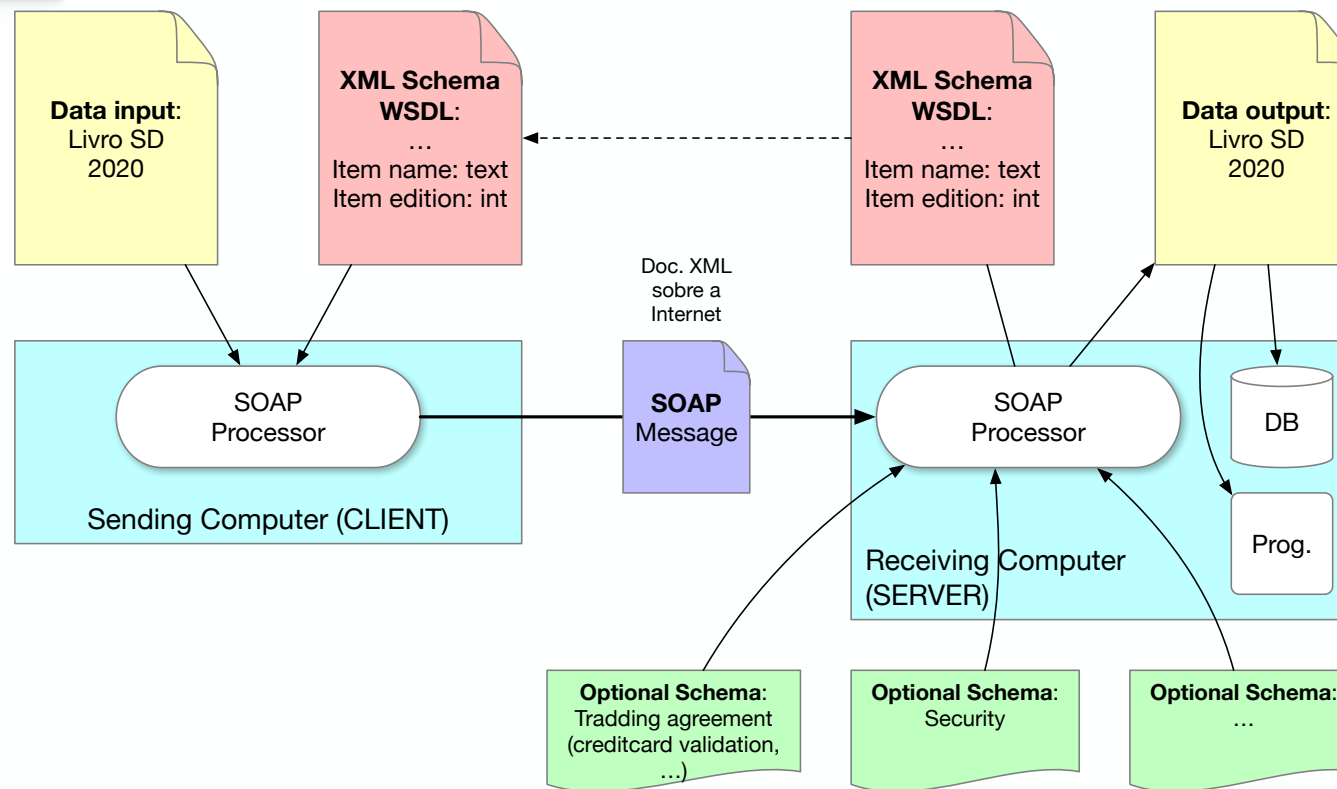 Data input:
Livro SD
2020
XML Schema
WSDL:
…
Item name: text
Item edition: int
XML Schema
WSDL:
…
Item name: text
Item edition: int
Data output:
Livro SD
2020
Doc. XML
sobre a
Internet
SOAP
Processor
SOAP
Message
SOAP
Processor
DB
Prog.
Sending Computer (CLIENT)
Receiving Computer
(SERVER)
Optional Schema:
Tradding agreement
(creditcard validation,
…)
Optional Schema:
Security
Optional Schema:
…